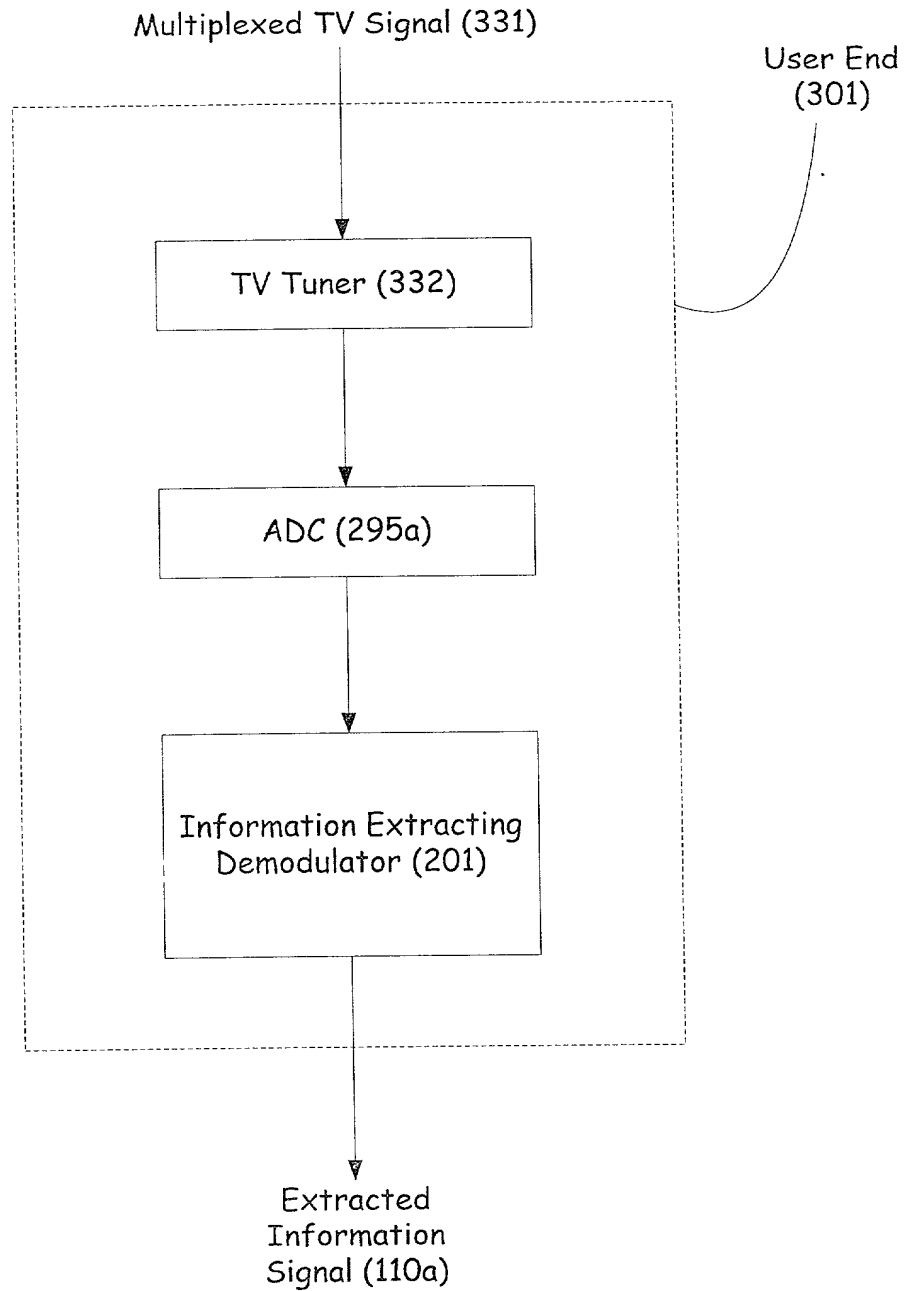 Multiplexed TV Signal (331)
User End
(301)
TV Tuner (332)
ADC (295a)
Information Extracting
Demodulator (201)
Extracted
Information
Signal (110a)